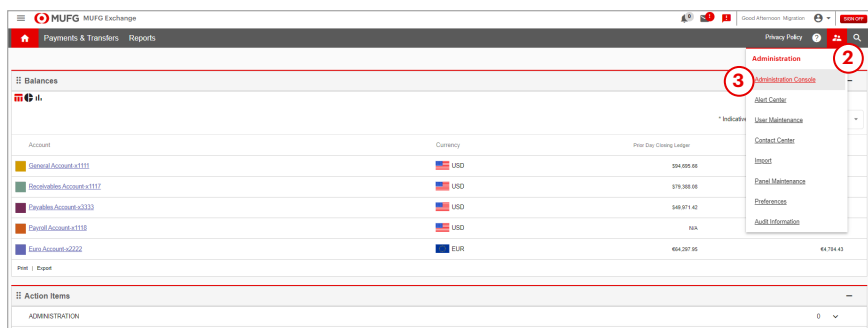 MUFG MUFG Exchange 0 Good Afternoon Migration SIGN OFF
Payments & Transfers Reports Privacy Policy ?
2
Administration
Balances
3 Administration Console
Alert Center
* Indicative
User Maintenance
Contact Center
Account Currency Prior Day Closing Ledger
Import
General Account-x1111 USD $94,695.66
Panel Maintenance
Receivables Account-x1117 USD $79,388.08
Preferences
Payables Account-x3333 USD $49,971.42
Audit Information
Payroll Account-x1118 USD N/A
Euro Account-x2222 EUR €64,297.95 €4,784.43
Print | Export
Action Items
ADMINISTRATION 0